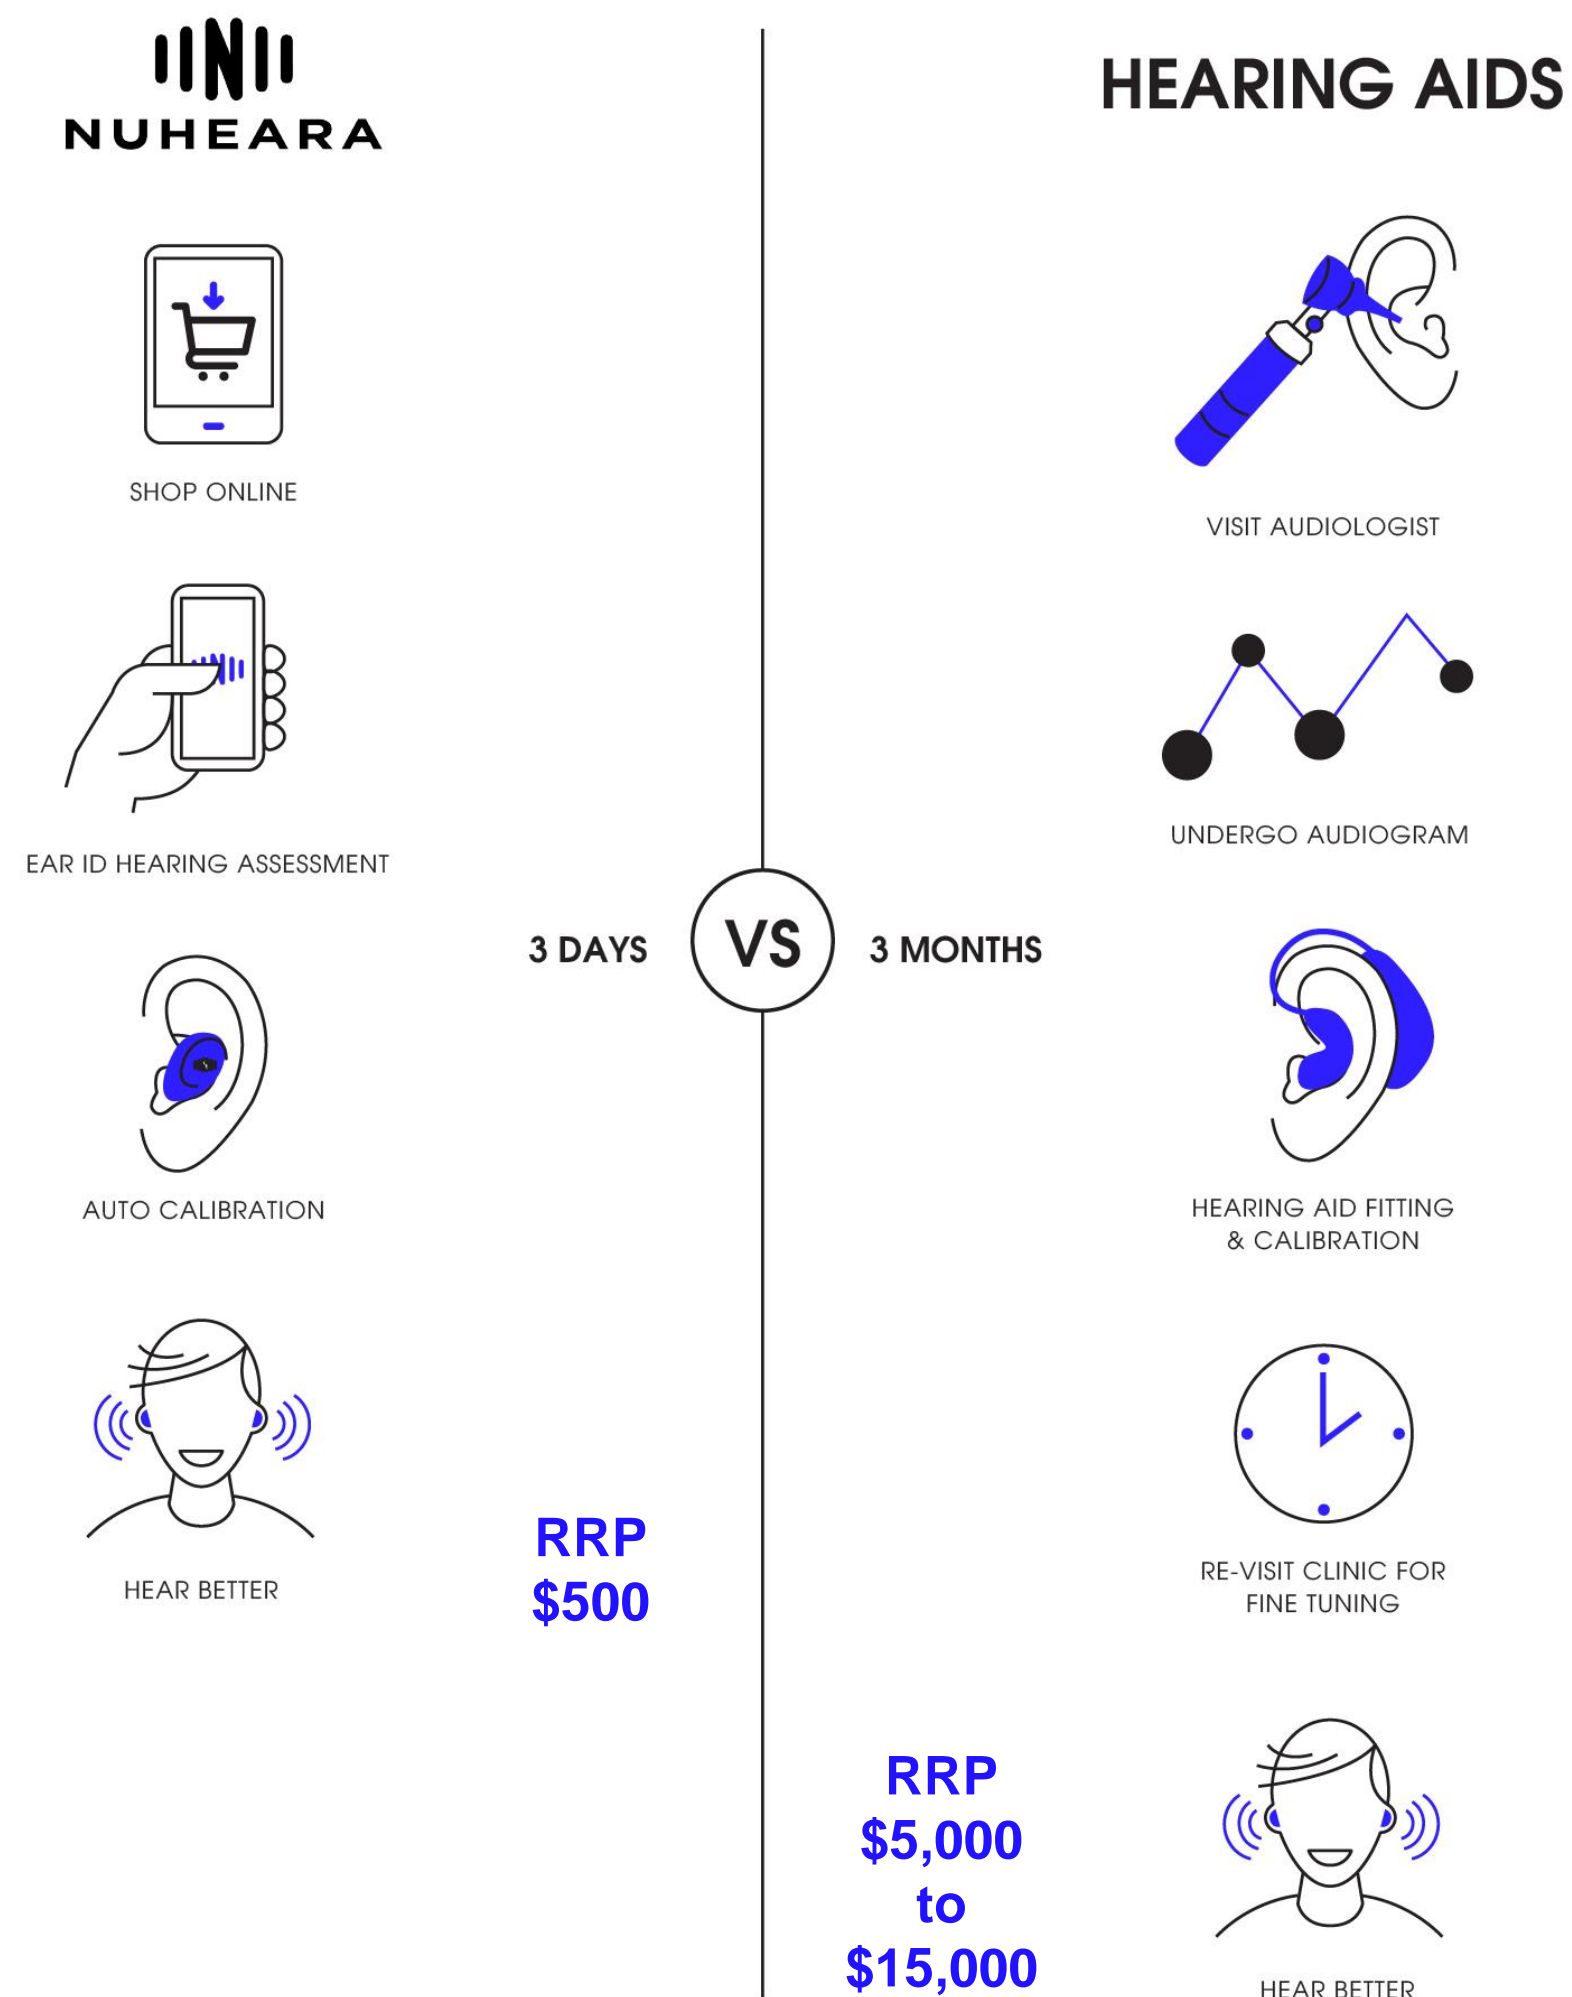 NUHEARA
SHOP ONLINE
EAR ID HEARING ASSESSMENT
AUTO CALIBRATION
HEAR BETTER
3 DAYS
RRP
$500
VS
HEARING AIDS
VISIT AUDIOLOGIST
UNDERGO AUDIOGRAM
3 MONTHS
HEARING AID FITTING
& CALIBRATION
RE-VISIT CLINIC FOR
FINE TUNING
RRP
$5,000
to
$15,000
HEAR BETTER